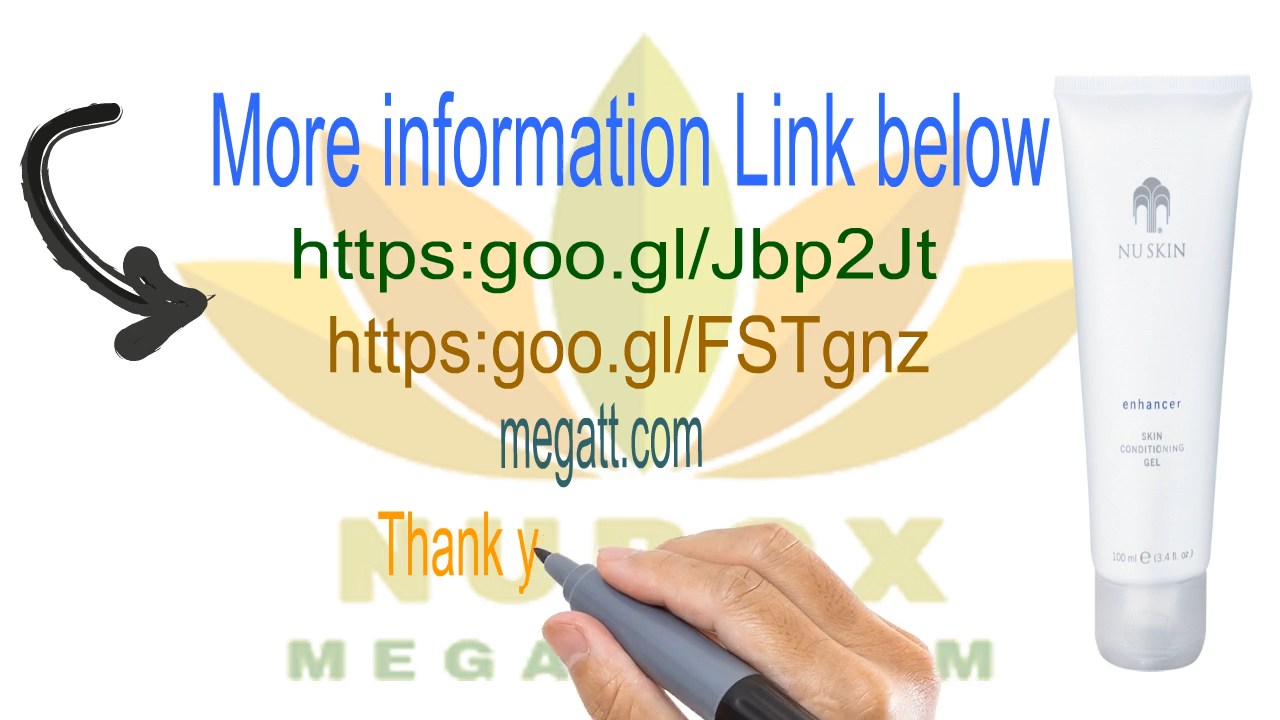 More information Link below
https:goo.gl/Jbp2Jt
https:goo.gl/FSTgnz
megatt.com
Thank y
NU SKIN
enhancer
SKIN
CONDITIONING
GEL
100 ml e (3.4 fl. oz.)